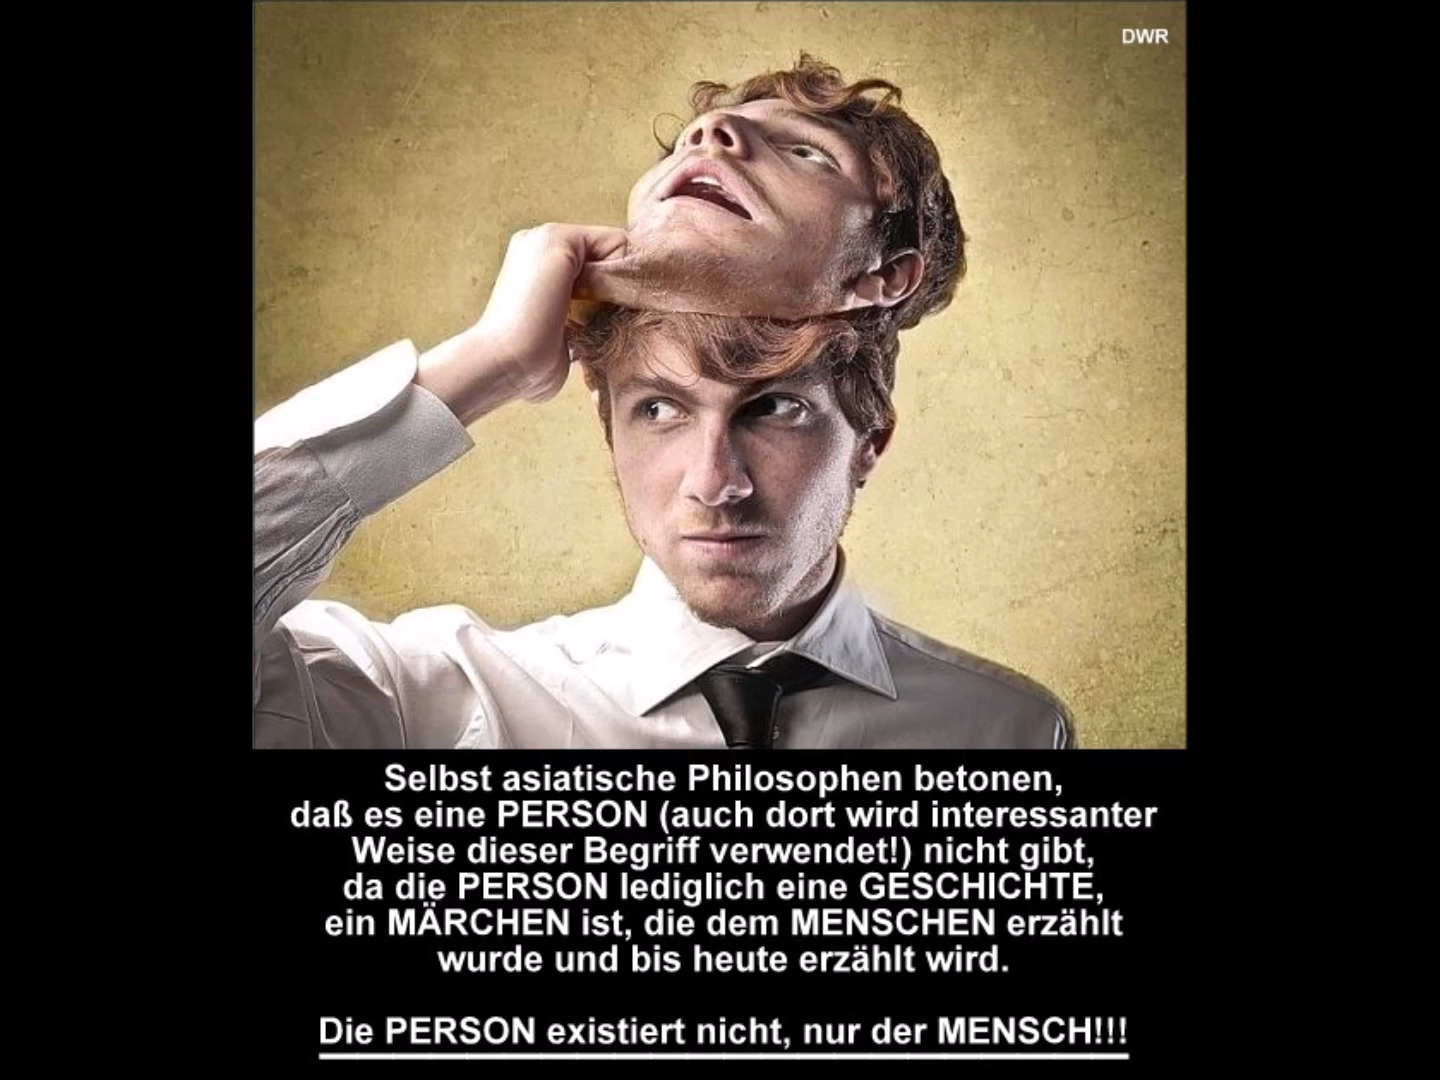 DWR
Selbst asiatische Philosophen betonen,
daß es eine PERSON (auch dort wird interessanter
Weise dieser Begriff verwendet!) nicht gibt,
da die PERSON lediglich eine GESCHICHTE,
ein MÄRCHEN ist, die dem MENSCHEN erzählt
wurde und bis heute erzählt wird.
Die PERSON existiert nicht, nur der MENSCH!!!